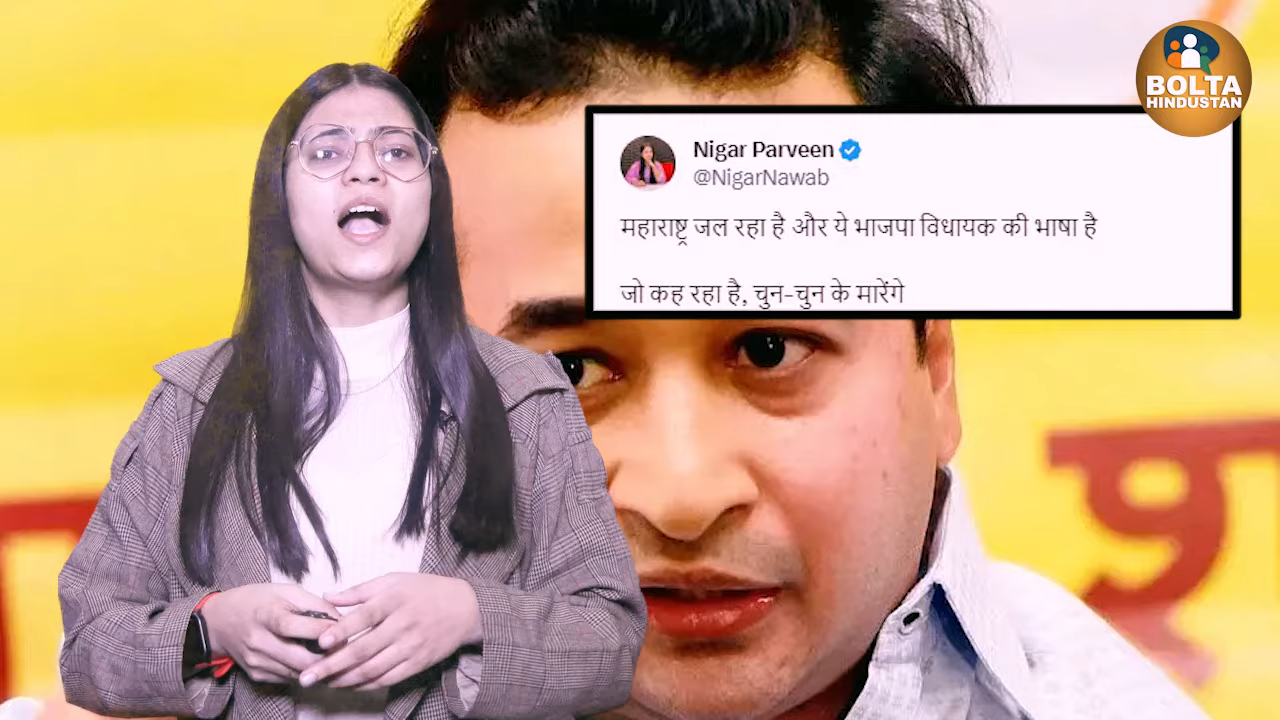 BOLTA
HINDUSTAN
Nigar Parveen
@NigarNawab
महाराष्ट्र जल रहा है और ये भाजपा विधायक की भाषा है
जो कह रहा है, चुन-चुन के मारेंगे